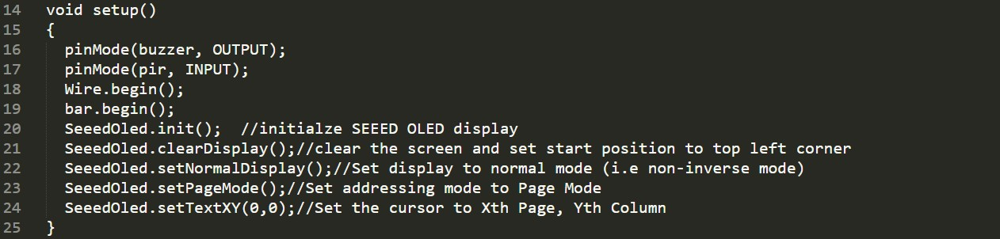 14 void setup()
15 {
16 pinMode(buzzer, OUTPUT);
17 pinMode(pir, INPUT);
18 Wire.begin();
19 bar.begin();
20 SeeedOled.init();  //initialze SEEED OLED display
21 SeeedOled.clearDisplay();//clear the screen and set start position to top left corner
22 SeeedOled.setNormalDisplay();//Set display to normal mode (i.e non-inverse mode)
23 SeeedOled.setPageMode();//Set addressing mode to Page Mode
24 SeeedOled.setTextXY(0,0);//Set the cursor to Xth Page, Yth Column
25 }